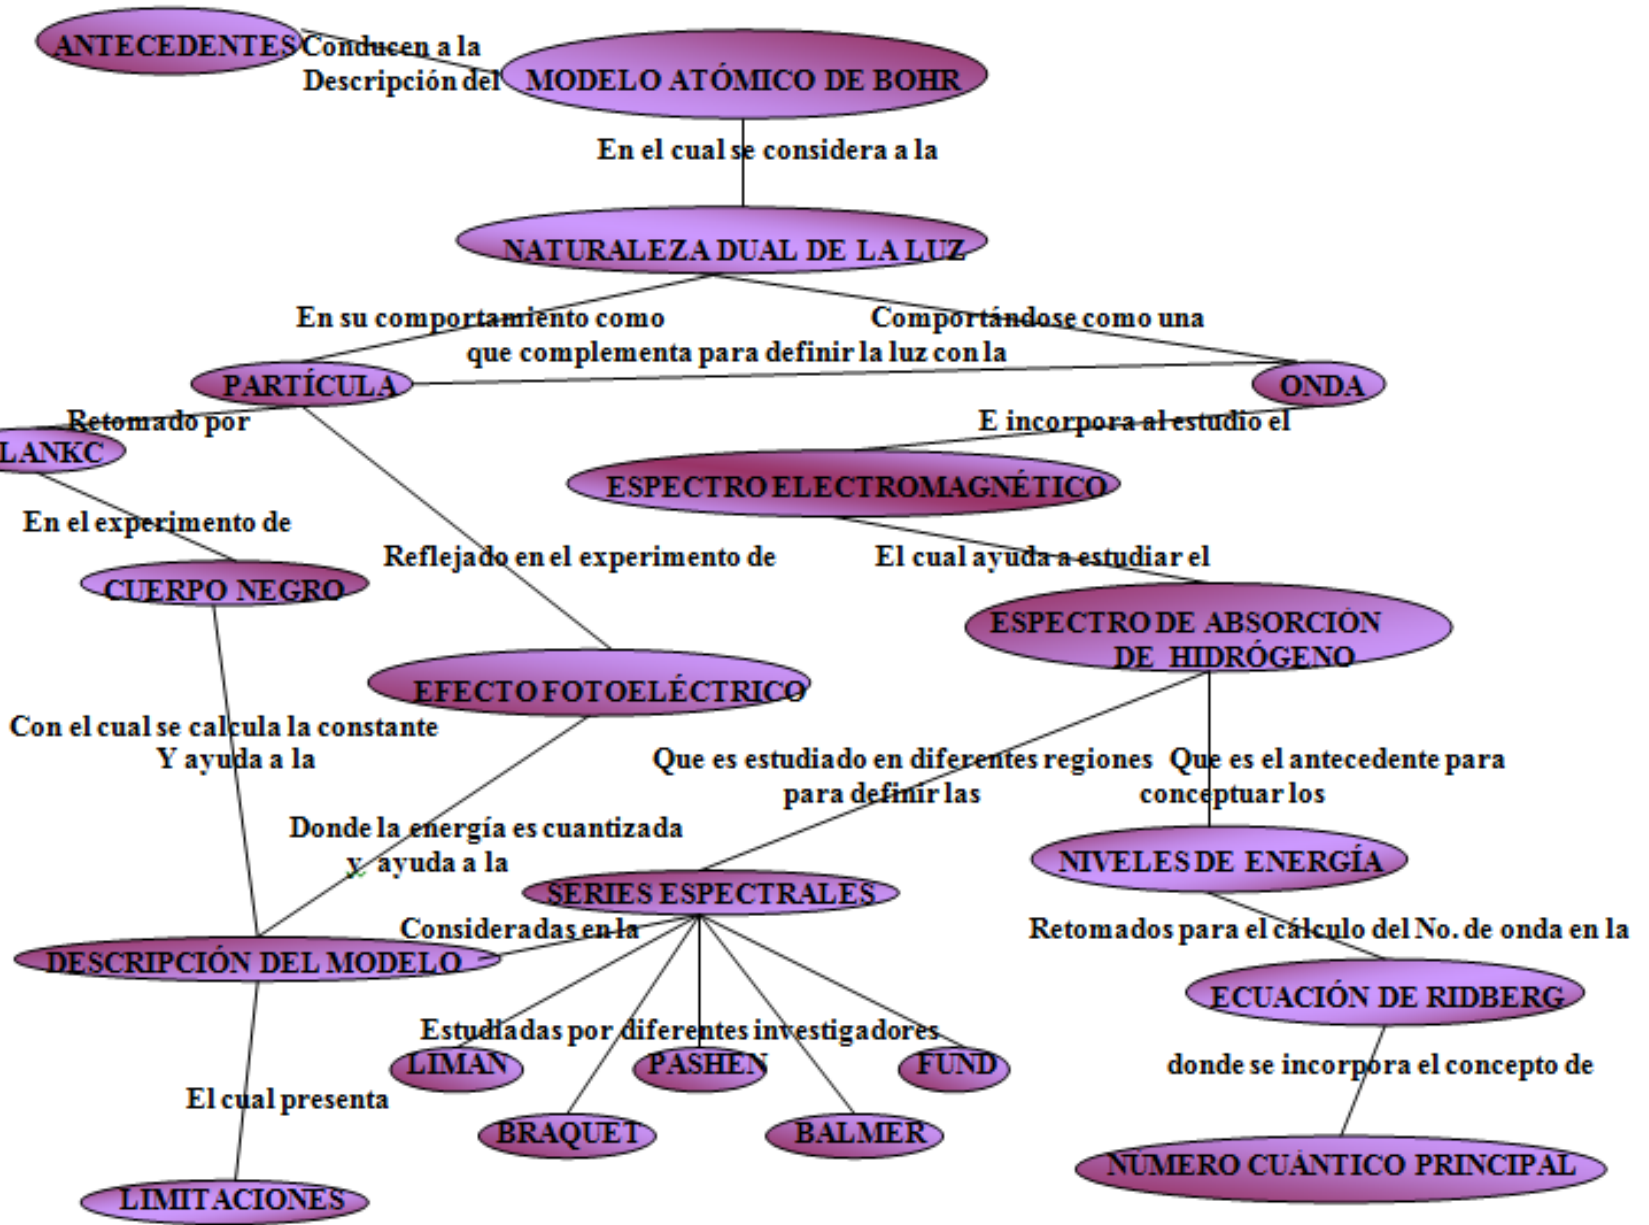 ANTECEDENTES
Conducen a la
Descripción del
MODELO ATÓMICO DE BOHR
En el cual se considera a la
NATURALEZA DUAL DE LA LUZ
En su comportamiento como
Comportándose como una
que complementa para definir la luz con la
PARTÍCULA
ONDA
Retomado por
E incorpora al estudio el
LANKC
ESPECTRO ELECTROMAGNÉTICO
En el experimento de
Reflejado en el experimento de
El cual ayuda a estudiar el
CUERPO NEGRO
ESPECTRO DE ABSORCIÓN
DE HIDRÓGENO
EFECTO FOTOELÉCTRICO
Con el cual se calcula la constante
Y ayuda a la
Que es estudiado en diferentes regiones
para definir las
Que es el antecedente para
conceptuar los
Donde la energía es cuantizada
y ayuda a la
NIVELES DE ENERGÍA
SERIES ESPECTRALES
Consideradas en la
Retomados para el cálculo del No. de onda en la
DESCRIPCIÓN DEL MODELO
ECUACIÓN DE RIDBERG
Estudiadas por diferentes investigadores
LIMAN
PASHEN
FUND
donde se incorpora el concepto de
El cual presenta
BRAQUET
BALMER
NÚMERO CUÁNTICO PRINCIPAL
LIMITACIONES